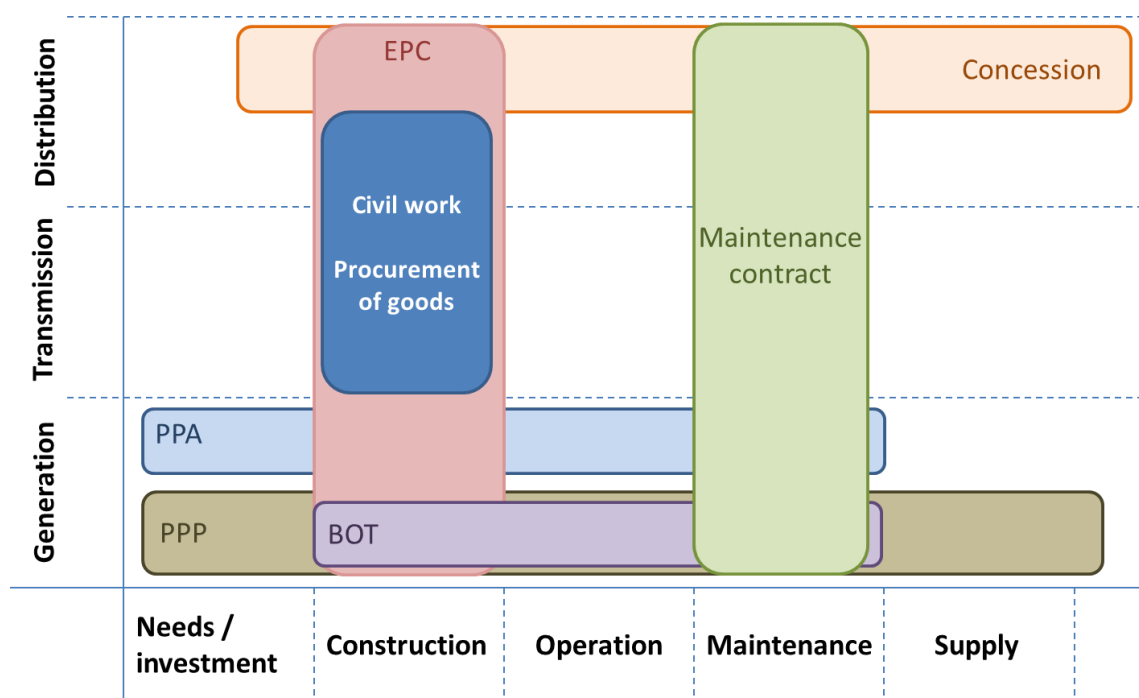 Distribution
Transmission
Generation
EPC
Concession
Civil work
Procurement
of goods
Maintenance
contract
PPA
PPP
BOT
Needs /
investment
Construction
Operation
Maintenance
Supply